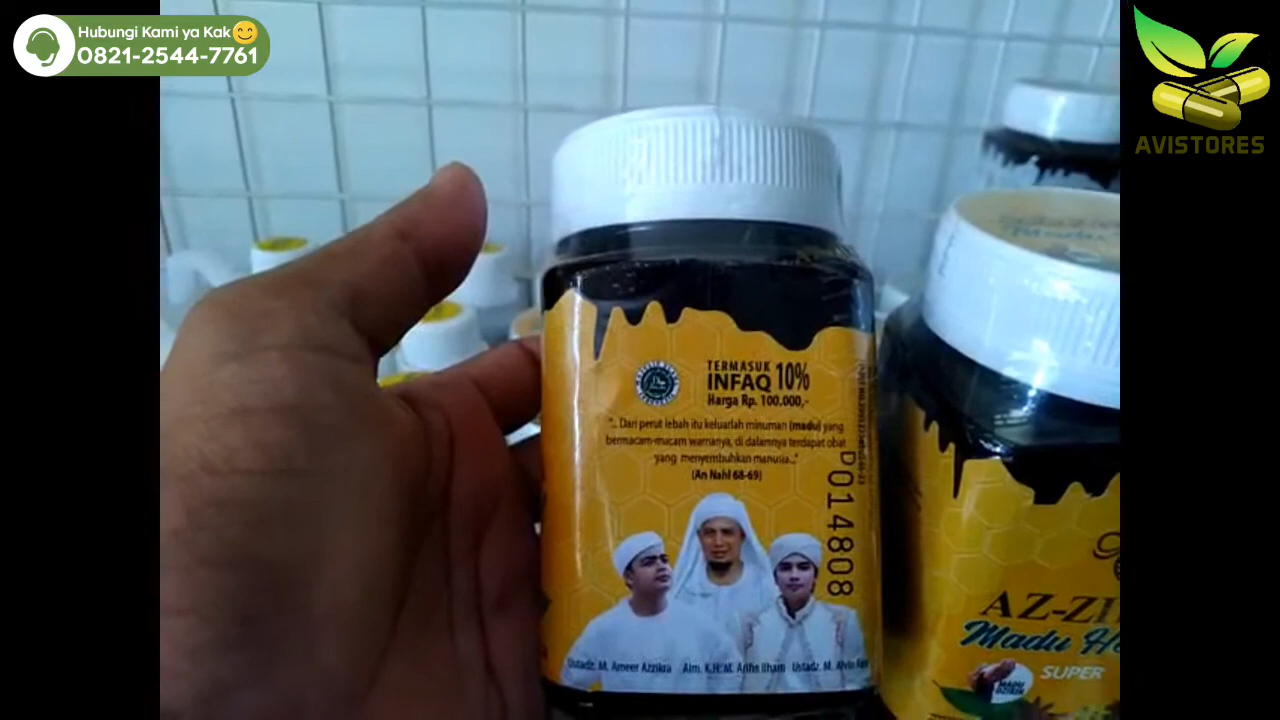 Hubungi Kami ya Kak
0821-2544-7761
AVISTORES
TERMASUK
INFAQ 10%
Harga Rp. 100.000,-
"... Dari perut lebah itu keluarlah minuman (madu) yang
bermacam-macam warnanya, di dalamnya terdapat obat
yang menyembuhkan manusia..."
(An Nahl 68-69)
D014808
Ustadz. M. Ameer Azzikra
Alm. K.H. M. Arifin Ilham
Ustadz. M. Alvin
AZ-ZI
Madu
SUPER
MADU